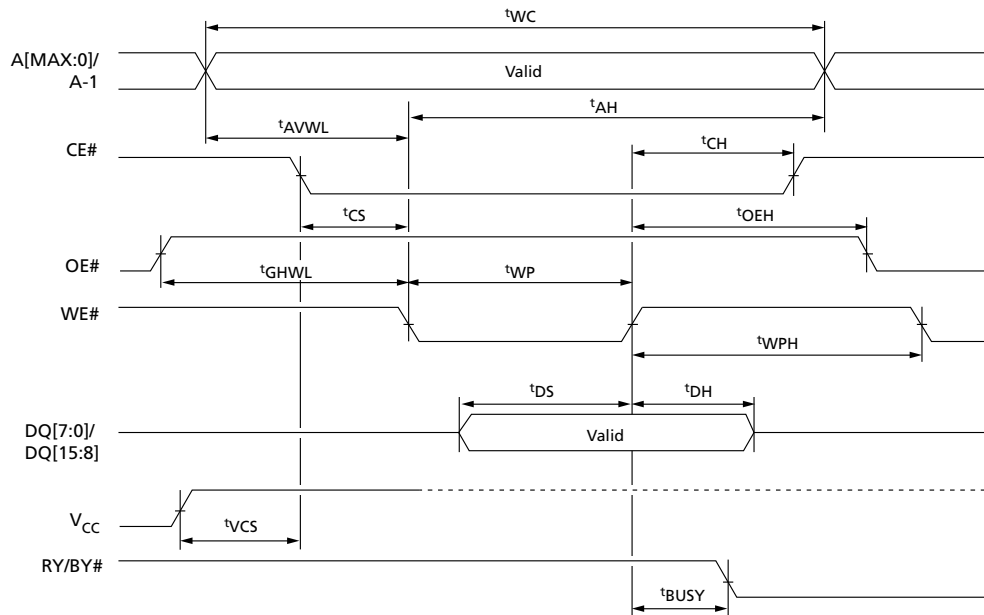 tWC
A[MAX:0]/
A-1
Valid
tAH
tAVWL
CE#
tCH
tCS
tOEH
OE#
tGHWL
tWP
WE#
tWPH
tDS
tDH
DQ[7:0]/
DQ[15:8]
Valid
VCC
tVCS
RY/BY#
tBUSY